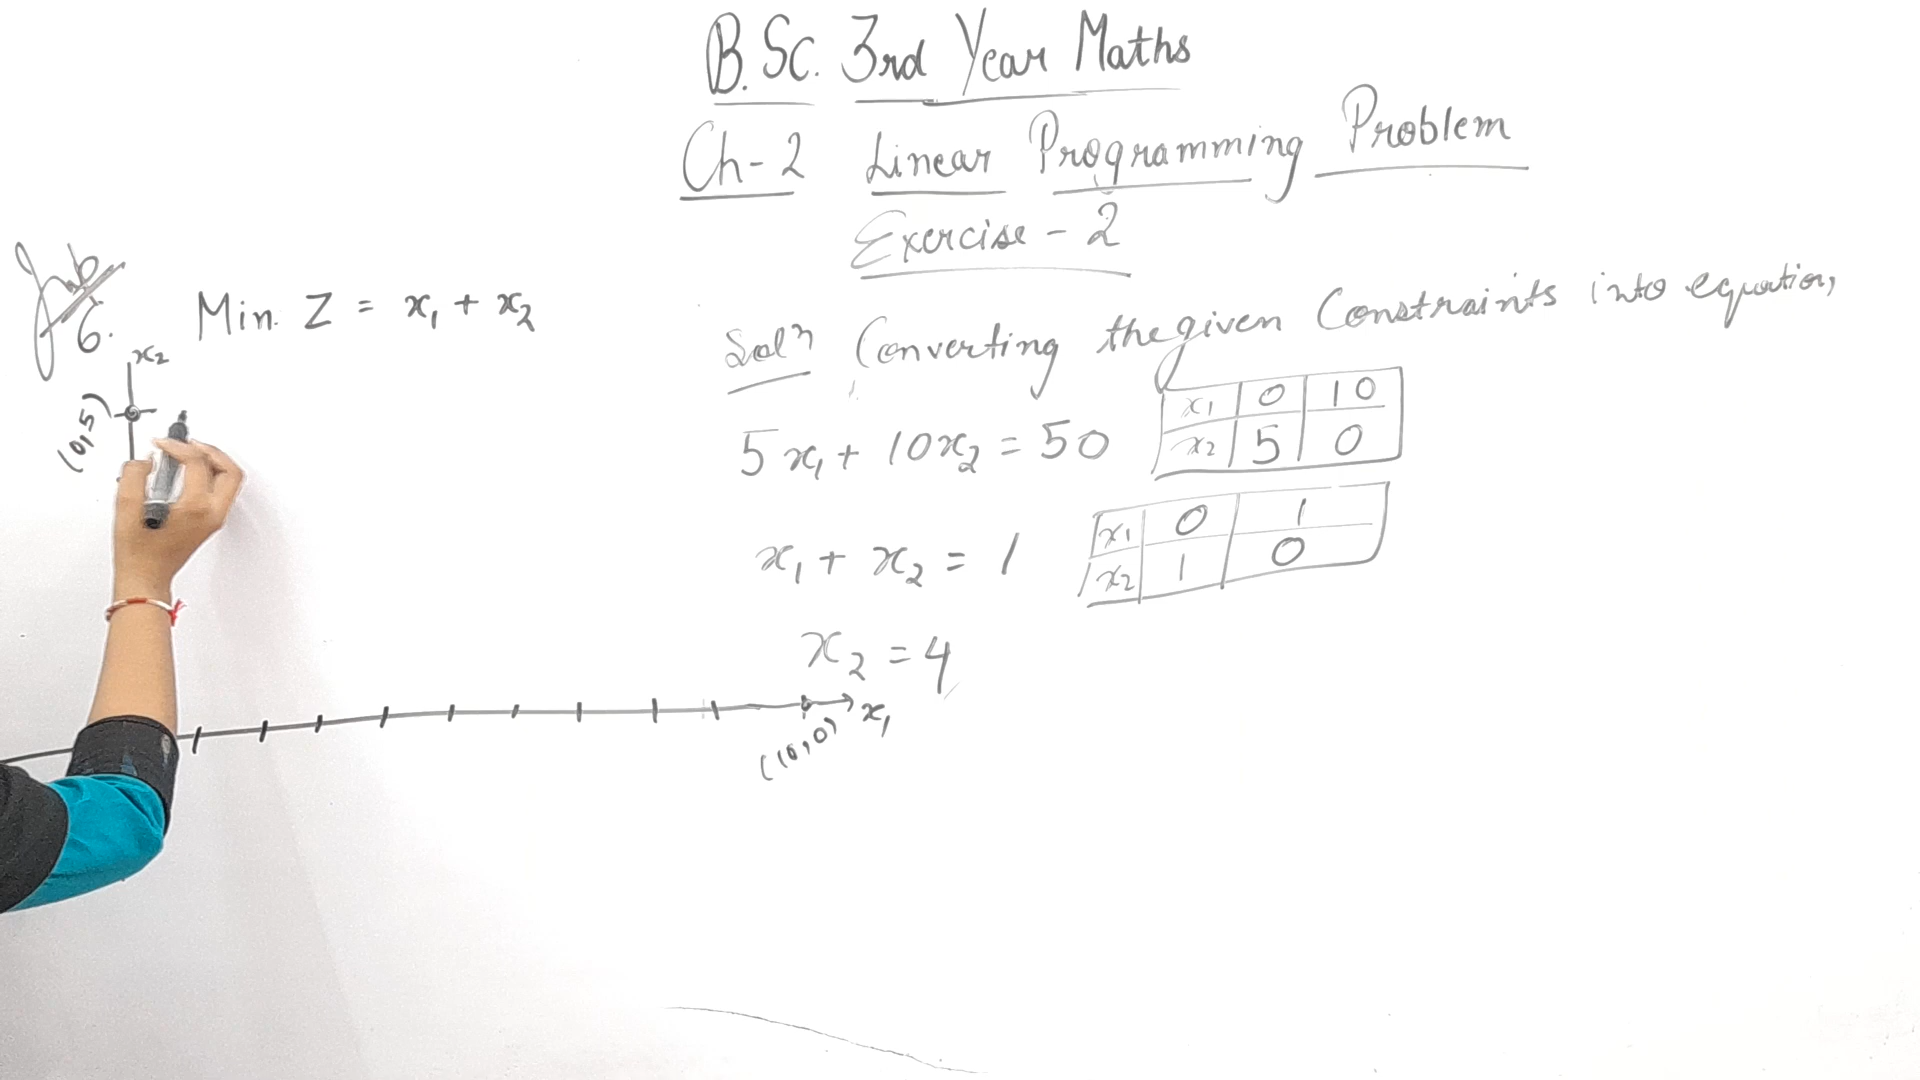 B.Sc. 3rd Year Maths
Ch-2 Linear Programming Problem
Exercise - 2
6. Min. Z = x₁ + x₂
Solⁿ Converting the given Constraints into equation,
5x₁ + 10x₂ = 50
x₁ 0 10
x₂ 5 0
x₁ + x₂ = 1
x₁ 0 1
x₂ 1 0
x₂ = 4
x₂
(0,5)
x₁
(10,0)